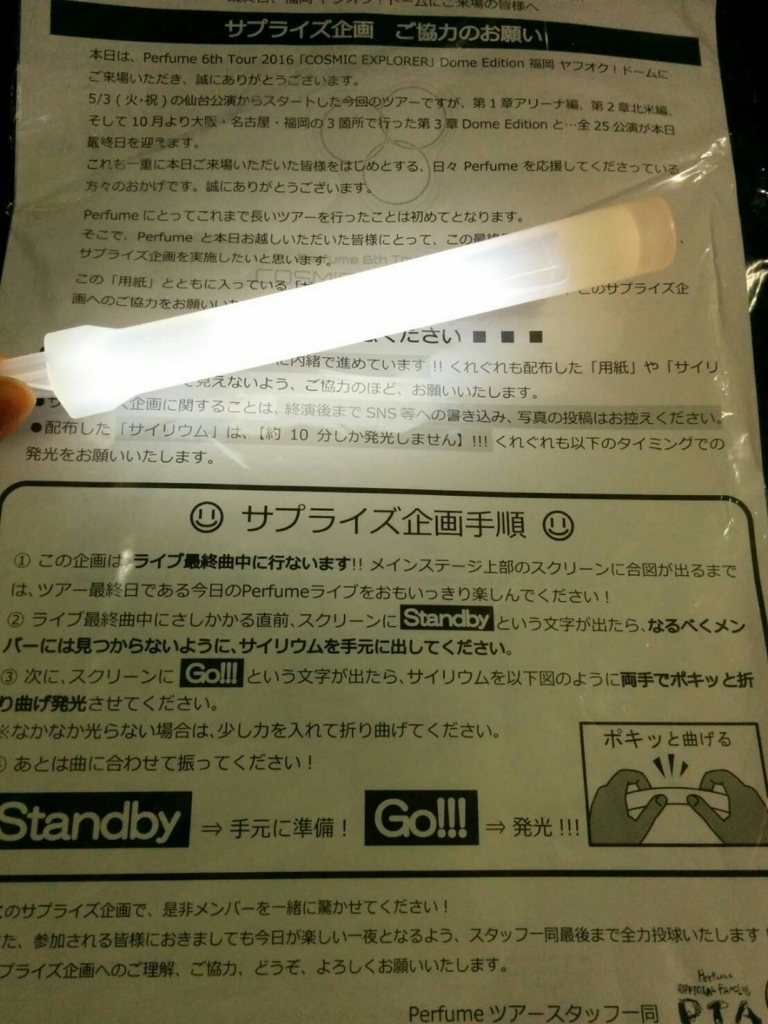 最終日、福岡 ヤフオク！ドームにご来場の皆様へ
サプライズ企画　ご協力のお願い
本日は、Perfume 6th Tour 2016「COSMIC EXPLORER」Dome Edition 福岡 ヤフオク！ドームに
ご来場いただき、誠にありがとうございます。
5/3（火・祝）の仙台公演からスタートした今回のツアーですが、第1章アリーナ編、第2章北米編、
そして10月より大阪・名古屋・福岡の3箇所で行った第3章 Dome Edition と…全25公演が本日
最終日を迎えます。
これも一重に本日ご来場いただいた皆様をはじめとする、日々 Perfume を応援してくださっている
方々のおかげです。誠にありがとうございます。
Perfume にとってこれまで長いツアーを行ったことは初めてとなります。
そこで、Perfume と本日お越しいただいた皆様にとって、この最終
サプライズ企画を実施したいと思います。
この「用紙」とともに入っている「 このサプライズ企
画へのご協力をお願いい
ください ■ ■ ■
に内緒で進めています!! くれぐれも配布した「用紙」や「サイリ
見えないよう、ご協力のほど、お願いいたします。
●サ 企画に関することは、終演後まで SNS 等への書き込み、写真の投稿はお控えください。
●配布した「サイリウム」は、【約 10 分しか発光しません】!!! くれぐれも以下のタイミングでの
発光をお願いいたします。
サプライズ企画手順
① この企画は、ライブ最終曲中に行ないます!! メインステージ上部のスクリーンに合図が出るまで
は、ツアー最終日である今日のPerfumeライブをおもいっきり楽しんでください！
② ライブ最終曲中にさしかかる直前、スクリーンに Standby という文字が出たら、なるべくメン
バーには見つからないように、サイリウムを手元に出してください。
③ 次に、スクリーンに Go!!! という文字が出たら、サイリウムを以下図のように両手でポキッと折
り曲げ発光させてください。
※なかなか光らない場合は、少し力を入れて折り曲げてください。
あとは曲に合わせて振ってください！
ポキッと曲げる
Standby ⇒ 手元に準備！ Go!!! ⇒ 発光 !!!
このサプライズ企画で、是非メンバーを一緒に驚かせてください！
た、参加される皆様におきましても今日が楽しい一夜となるよう、スタッフ一同最後まで全力投球いたします！
プライズ企画へのご理解、ご協力、どうぞ、よろしくお願いいたします。
Perfume ツアースタッフ一同
Perfume
OFFICIAL FANCLUB
PTA